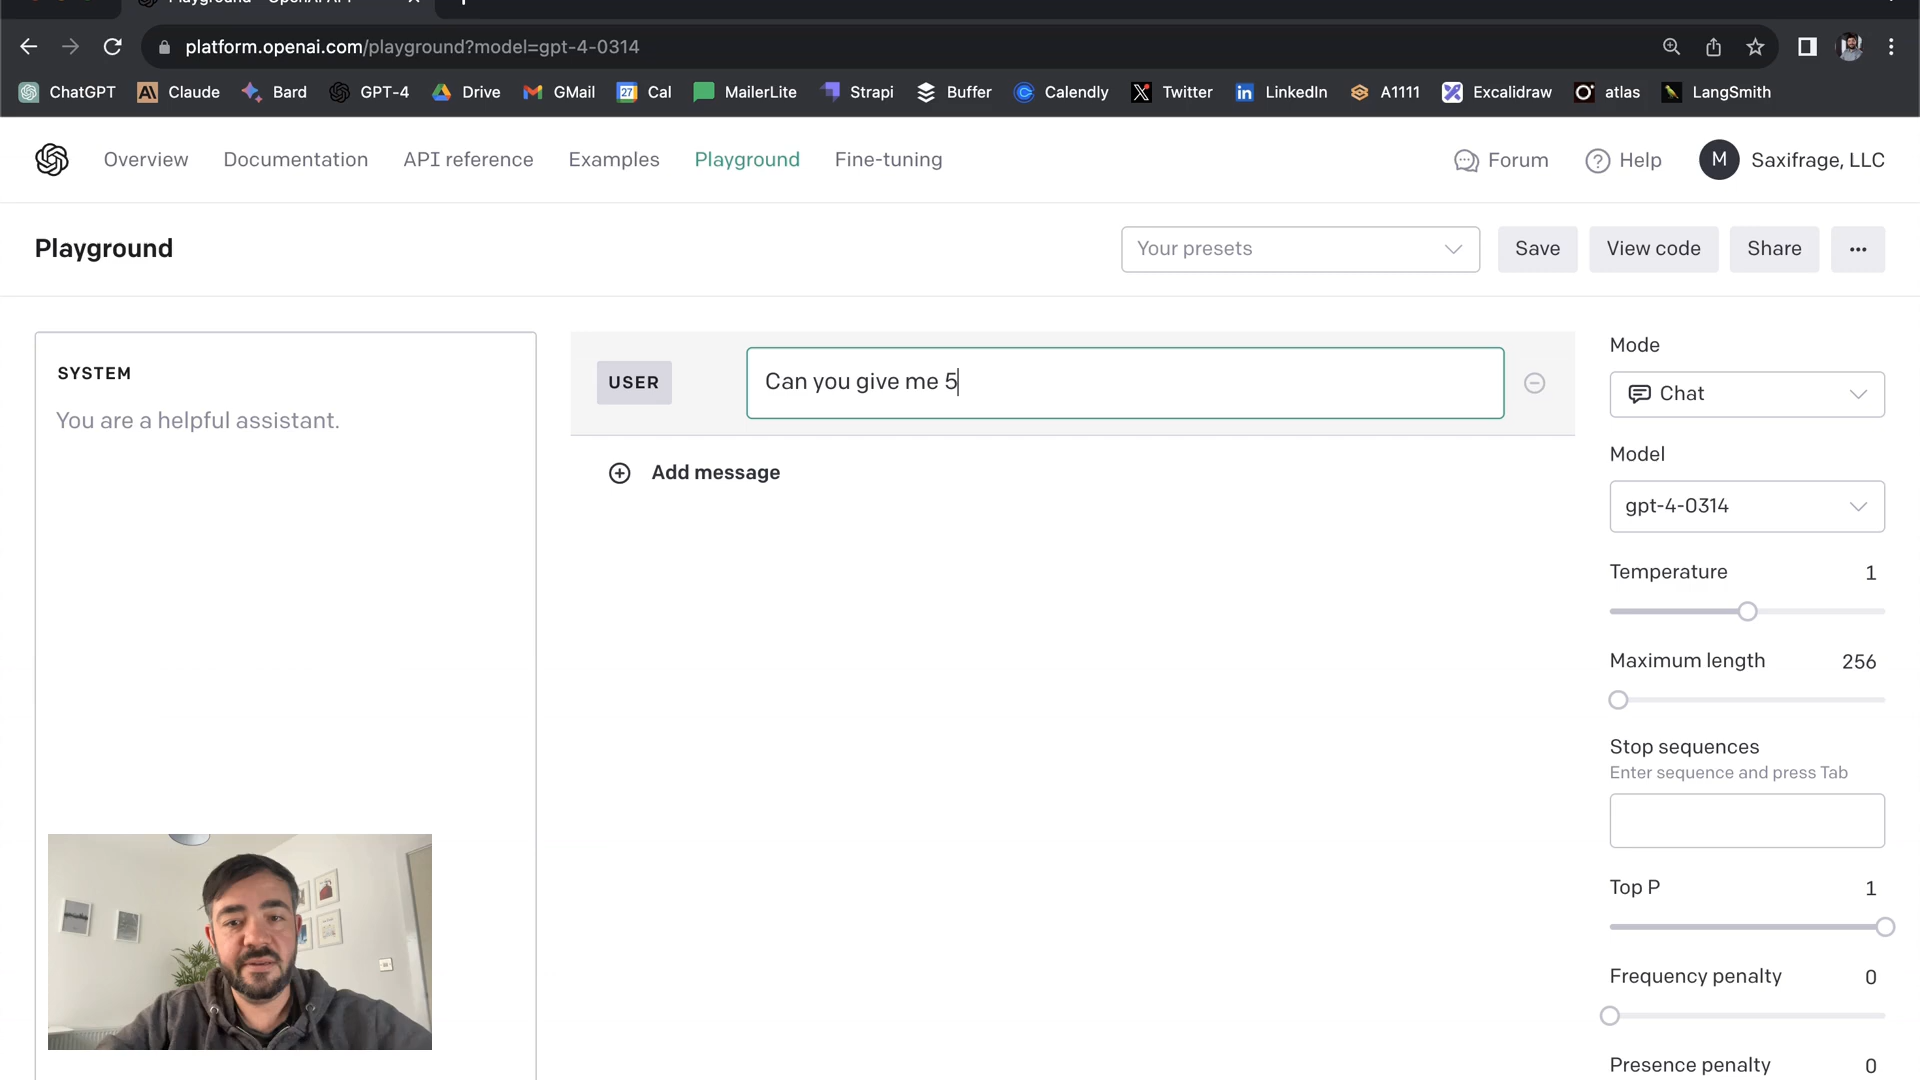 platform.openai.com/playground?model=gpt-4-0314
ChatGPT Claude Bard GPT-4 Drive GMail 27 Cal MailerLite Strapi Buffer Calendly Twitter LinkedIn A1111 Excalidraw atlas LangSmith
Overview Documentation API reference Examples Playground Fine-tuning Forum Help M Saxifrage, LLC
Playground
Your presets
Save
View code
Share
...
SYSTEM
You are a helpful assistant.
USER
Can you give me 5
Add message
Mode
Chat
Model
gpt-4-0314
Temperature 1
Maximum length 256
Stop sequences
Enter sequence and press Tab
Top P 1
Frequency penalty 0
Presence penalty 0